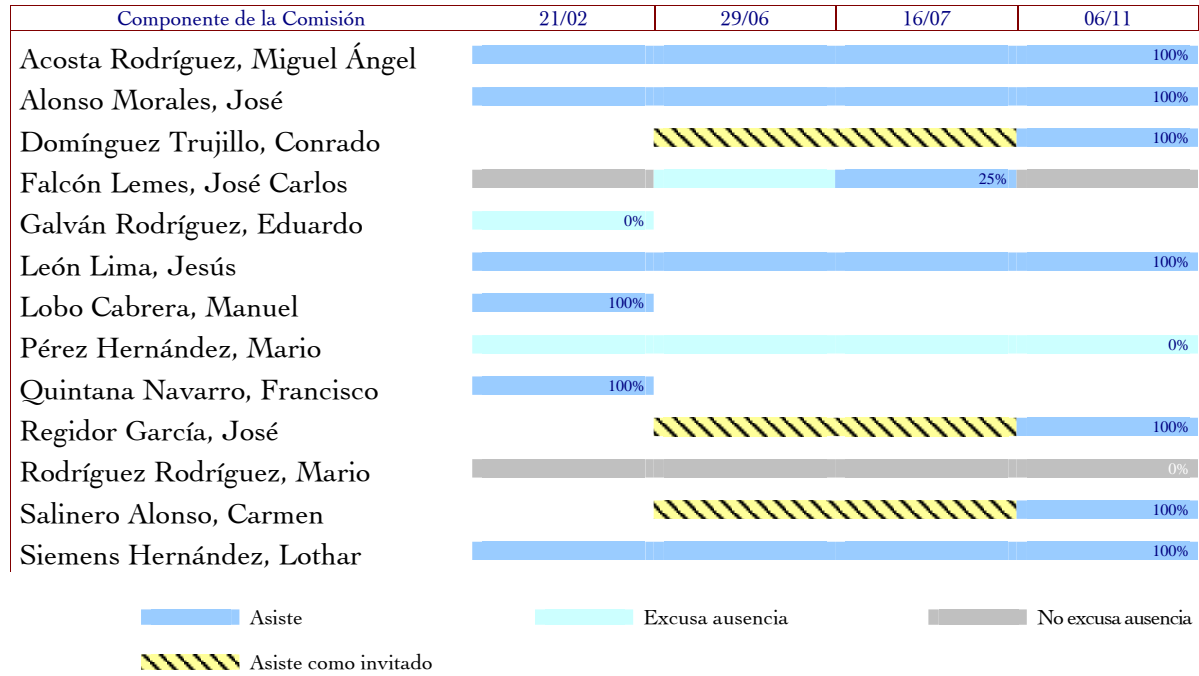 Componente de la Comisión 21/02 29/06 16/07 06/11
Acosta Rodríguez, Miguel Ángel 100%
Alonso Morales, José 100%
Domínguez Trujillo, Conrado 100%
Falcón Lemes, José Carlos 25%
Galván Rodríguez, Eduardo 0%
León Lima, Jesús 100%
Lobo Cabrera, Manuel 100%
Pérez Hernández, Mario 0%
Quintana Navarro, Francisco 100%
Regidor García, José 100%
Rodríguez Rodríguez, Mario 0%
Salinero Alonso, Carmen 100%
Siemens Hernández, Lothar 100%
Asiste Excusa ausencia No excusa ausencia
Asiste como invitado